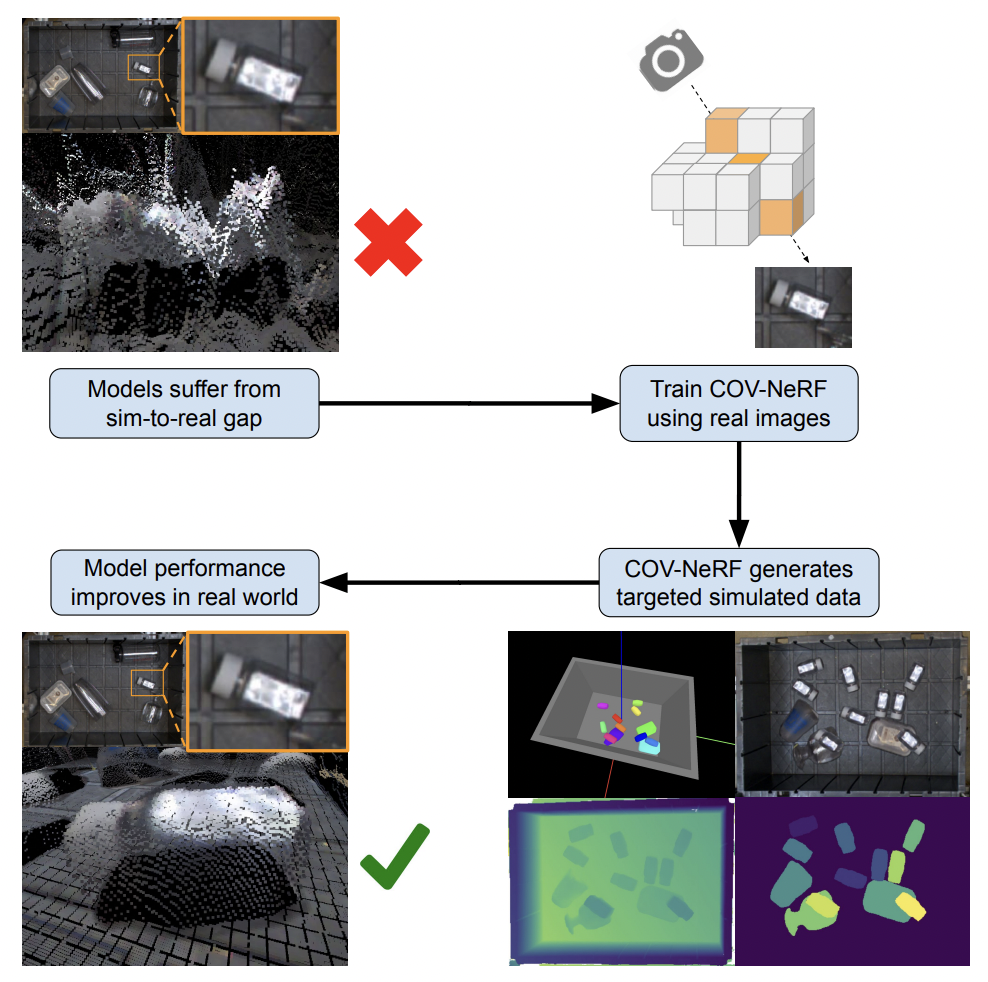 Models suffer from
sim-to-real gap
Train COV-NeRF
using real images
Model performance
improves in real world
COV-NeRF generates
targeted simulated data